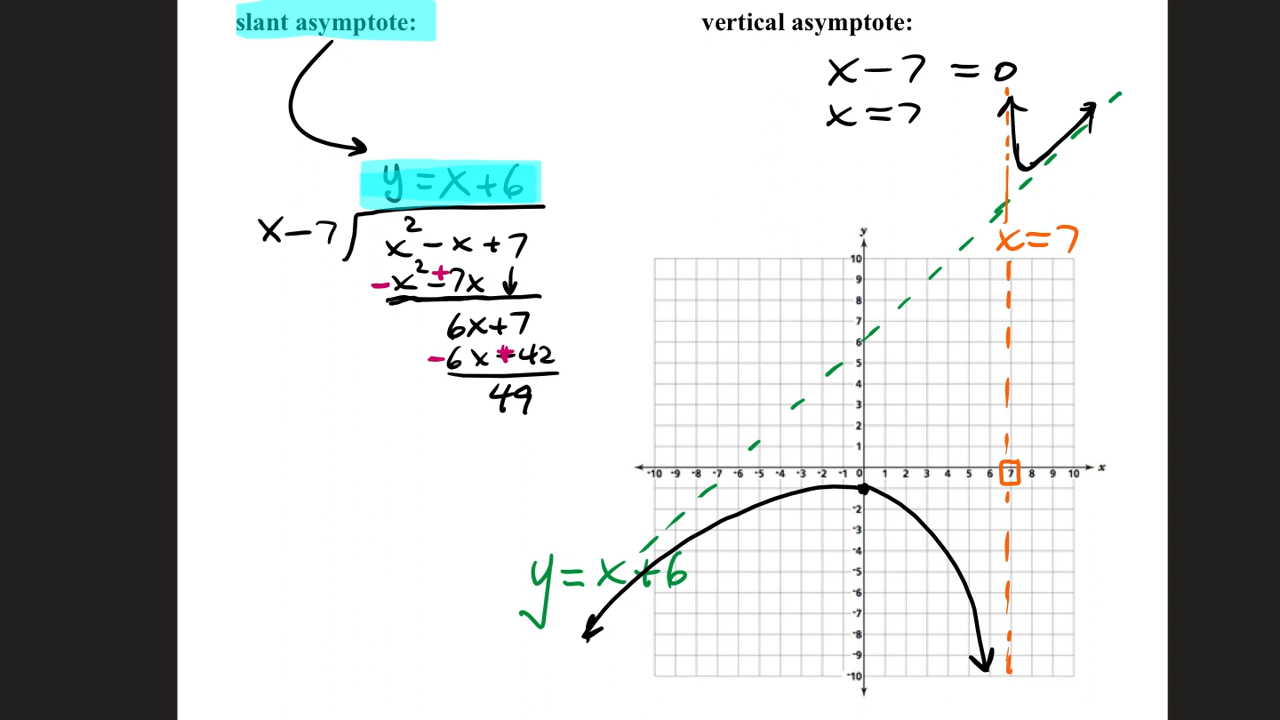 slant asymptote:
vertical asymptote:
x - 7 = 0
x = 7
y = x + 6
x - 7 x² - x + 7
- x² - + 7x
6x + 7
- 6x - + 42
49
x = 7
y
10
9
8
7
6
5
4
3
2
1
-10 -9 -8 -7 -6 -5 -4 -3 -2 -1 0 1 2 3 4 5 6 7 8 9 10 x
-2
-3
-4
-5
-6
-7
-8
-9
-10
y = x + 6